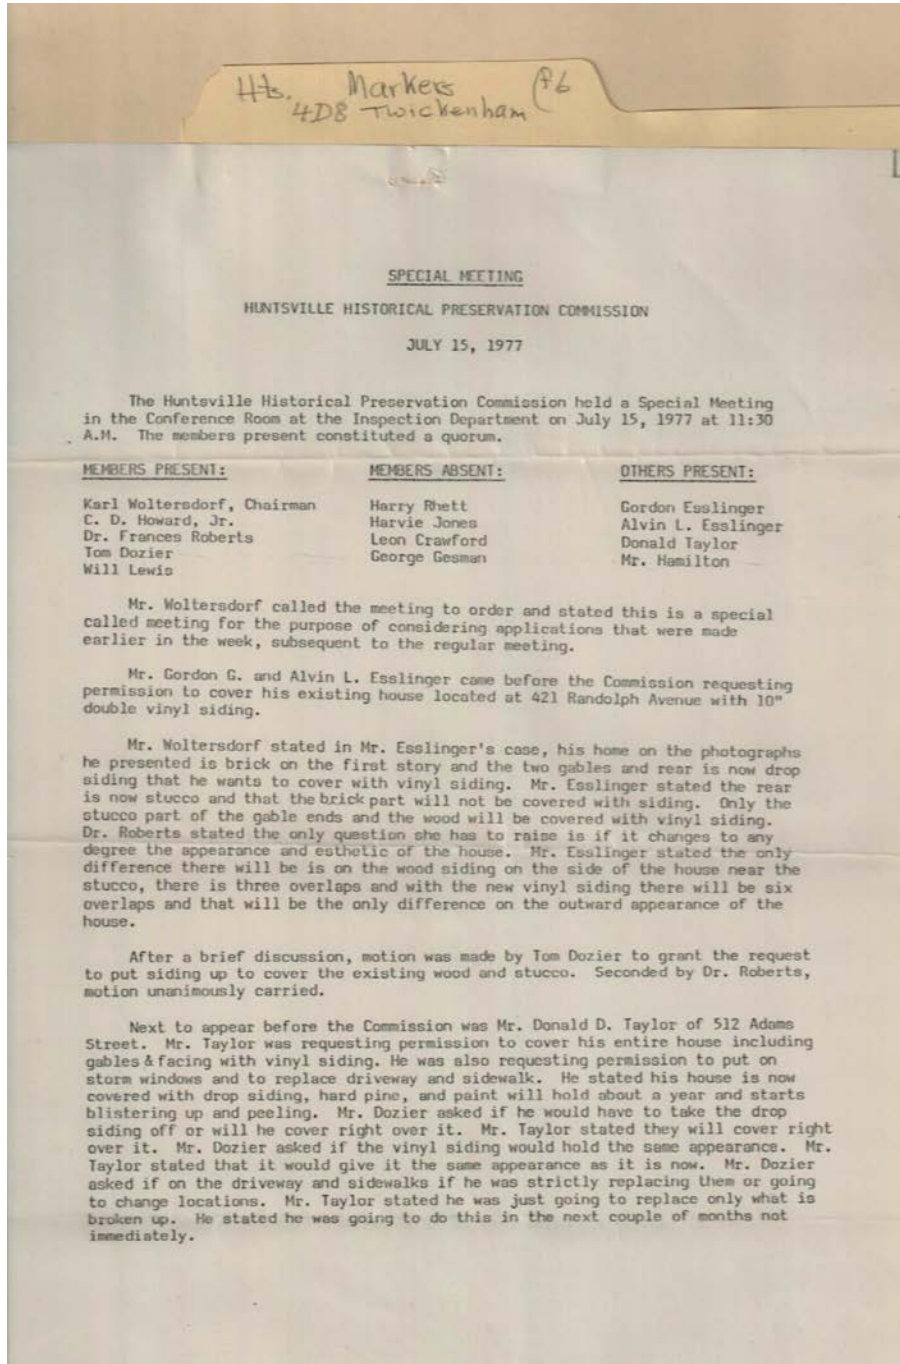 Hts. Markers (f6
4D8 Twickenham
SPECIAL MEETING
HUNTSVILLE HISTORICAL PRESERVATION COMMISSION
JULY 15, 1977
The Huntsville Historical Preservation Commission held a Special Meeting
in the Conference Room at the Inspection Department on July 15, 1977 at 11:30
A.M. The members present constituted a quorum.
MEMBERS PRESENT: MEMBERS ABSENT: OTHERS PRESENT:
Karl Woltersdorf, Chairman Harry Rhett Gordon Esslinger
C. D. Howard, Jr. Harvie Jones Alvin L. Esslinger
Dr. Frances Roberts Leon Crawford Donald Taylor
Tom Dozier George Gesman Mr. Hamilton
Will Lewis
Mr. Woltersdorf called the meeting to order and stated this is a special
called meeting for the purpose of considering applications that were made
earlier in the week, subsequent to the regular meeting.
Mr. Gordon G. and Alvin L. Esslinger came before the Commission requesting
permission to cover his existing house located at 421 Randolph Avenue with 10"
double vinyl siding.
Mr. Woltersdorf stated in Mr. Esslinger's case, his home on the photographs
he presented is brick on the first story and the two gables and rear is now drop
siding that he wants to cover with vinyl siding. Mr. Esslinger stated the rear
is now stucco and that the brick part will not be covered with siding. Only the
stucco part of the gable ends and the wood will be covered with vinyl siding.
Dr. Roberts stated the only question she has to raise is if it changes to any
degree the appearance and esthetic of the house. Mr. Esslinger stated the only
difference there will be is on the wood siding on the side of the house near the
stucco, there is three overlaps and with the new vinyl siding there will be six
overlaps and that will be the only difference on the outward appearance of the
house.
After a brief discussion, motion was made by Tom Dozier to grant the request
to put siding up to cover the existing wood and stucco. Seconded by Dr. Roberts,
motion unanimously carried.
Next to appear before the Commission was Mr. Donald D. Taylor of 512 Adams
Street. Mr. Taylor was requesting permission to cover his entire house including
gables & facing with vinyl siding. He was also requesting permission to put on
storm windows and to replace driveway and sidewalk. He stated his house is now
covered with drop siding, hard pine, and paint will hold about a year and starts
blistering up and peeling. Mr. Dozier asked if he would have to take the drop
siding off or will he cover right over it. Mr. Taylor stated they will cover right
over it. Mr. Dozier asked if the vinyl siding would hold the same appearance. Mr.
Taylor stated that it would give it the same appearance as it is now. Mr. Dozier
asked if on the driveway and sidewalks if he was strictly replacing them or going
to change locations. Mr. Taylor stated he was just going to replace only what is
broken up. He stated he was going to do this in the next couple of months not
immediately.